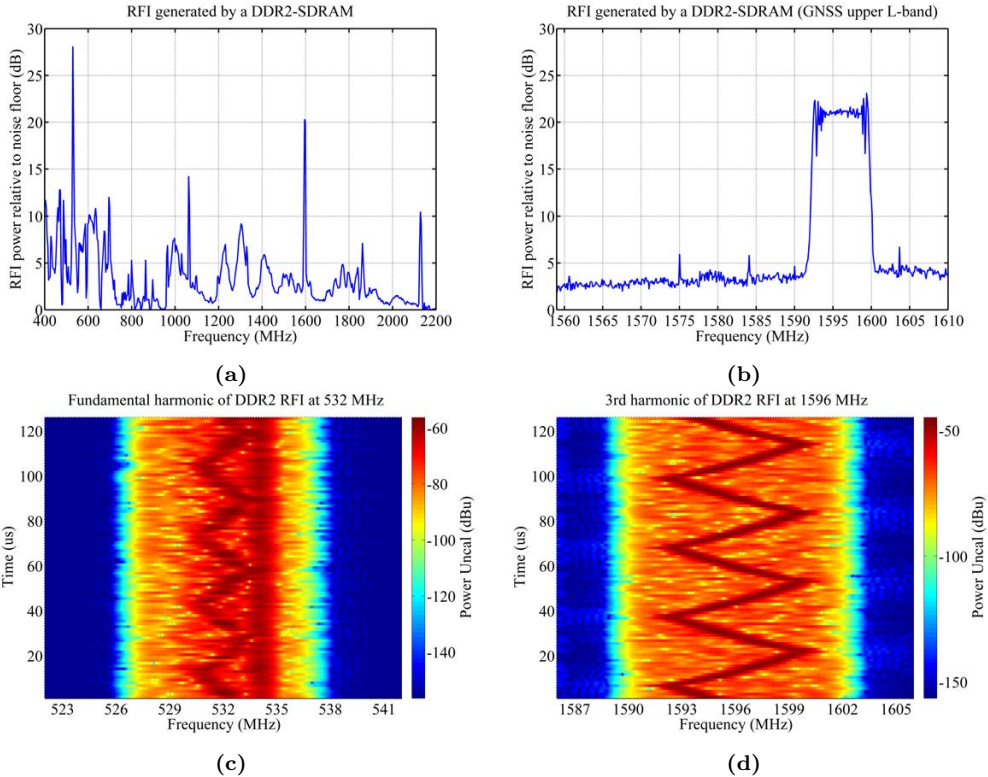 RFI generated by a DDR2-SDRAM
RFI power relative to noise floor (dB)
30
25
20
15
10
5
0
400 600 800 1000 1200 1400 1600 1800 2000 2200
Frequency (MHz)
(a)
RFI generated by a DDR2-SDRAM (GNSS upper L-band)
RFI power relative to noise floor (dB)
30
25
20
15
10
5
0
1560 1565 1570 1575 1580 1585 1590 1595 1600 1605 1610
Frequency (MHz)
(b)
Fundamental harmonic of DDR2 RFI at 532 MHz
Time (us)
120
100
80
60
40
20
523 526 529 532 535 538 541
Frequency (MHz)
-60
-80
-100
-120
-140
Power Uncal (dBu)
(c)
3rd harmonic of DDR2 RFI at 1596 MHz
Time (us)
120
100
80
60
40
20
1587 1590 1593 1596 1599 1602 1605
Frequency (MHz)
-50
-100
-150
Power Uncal (dBu)
(d)